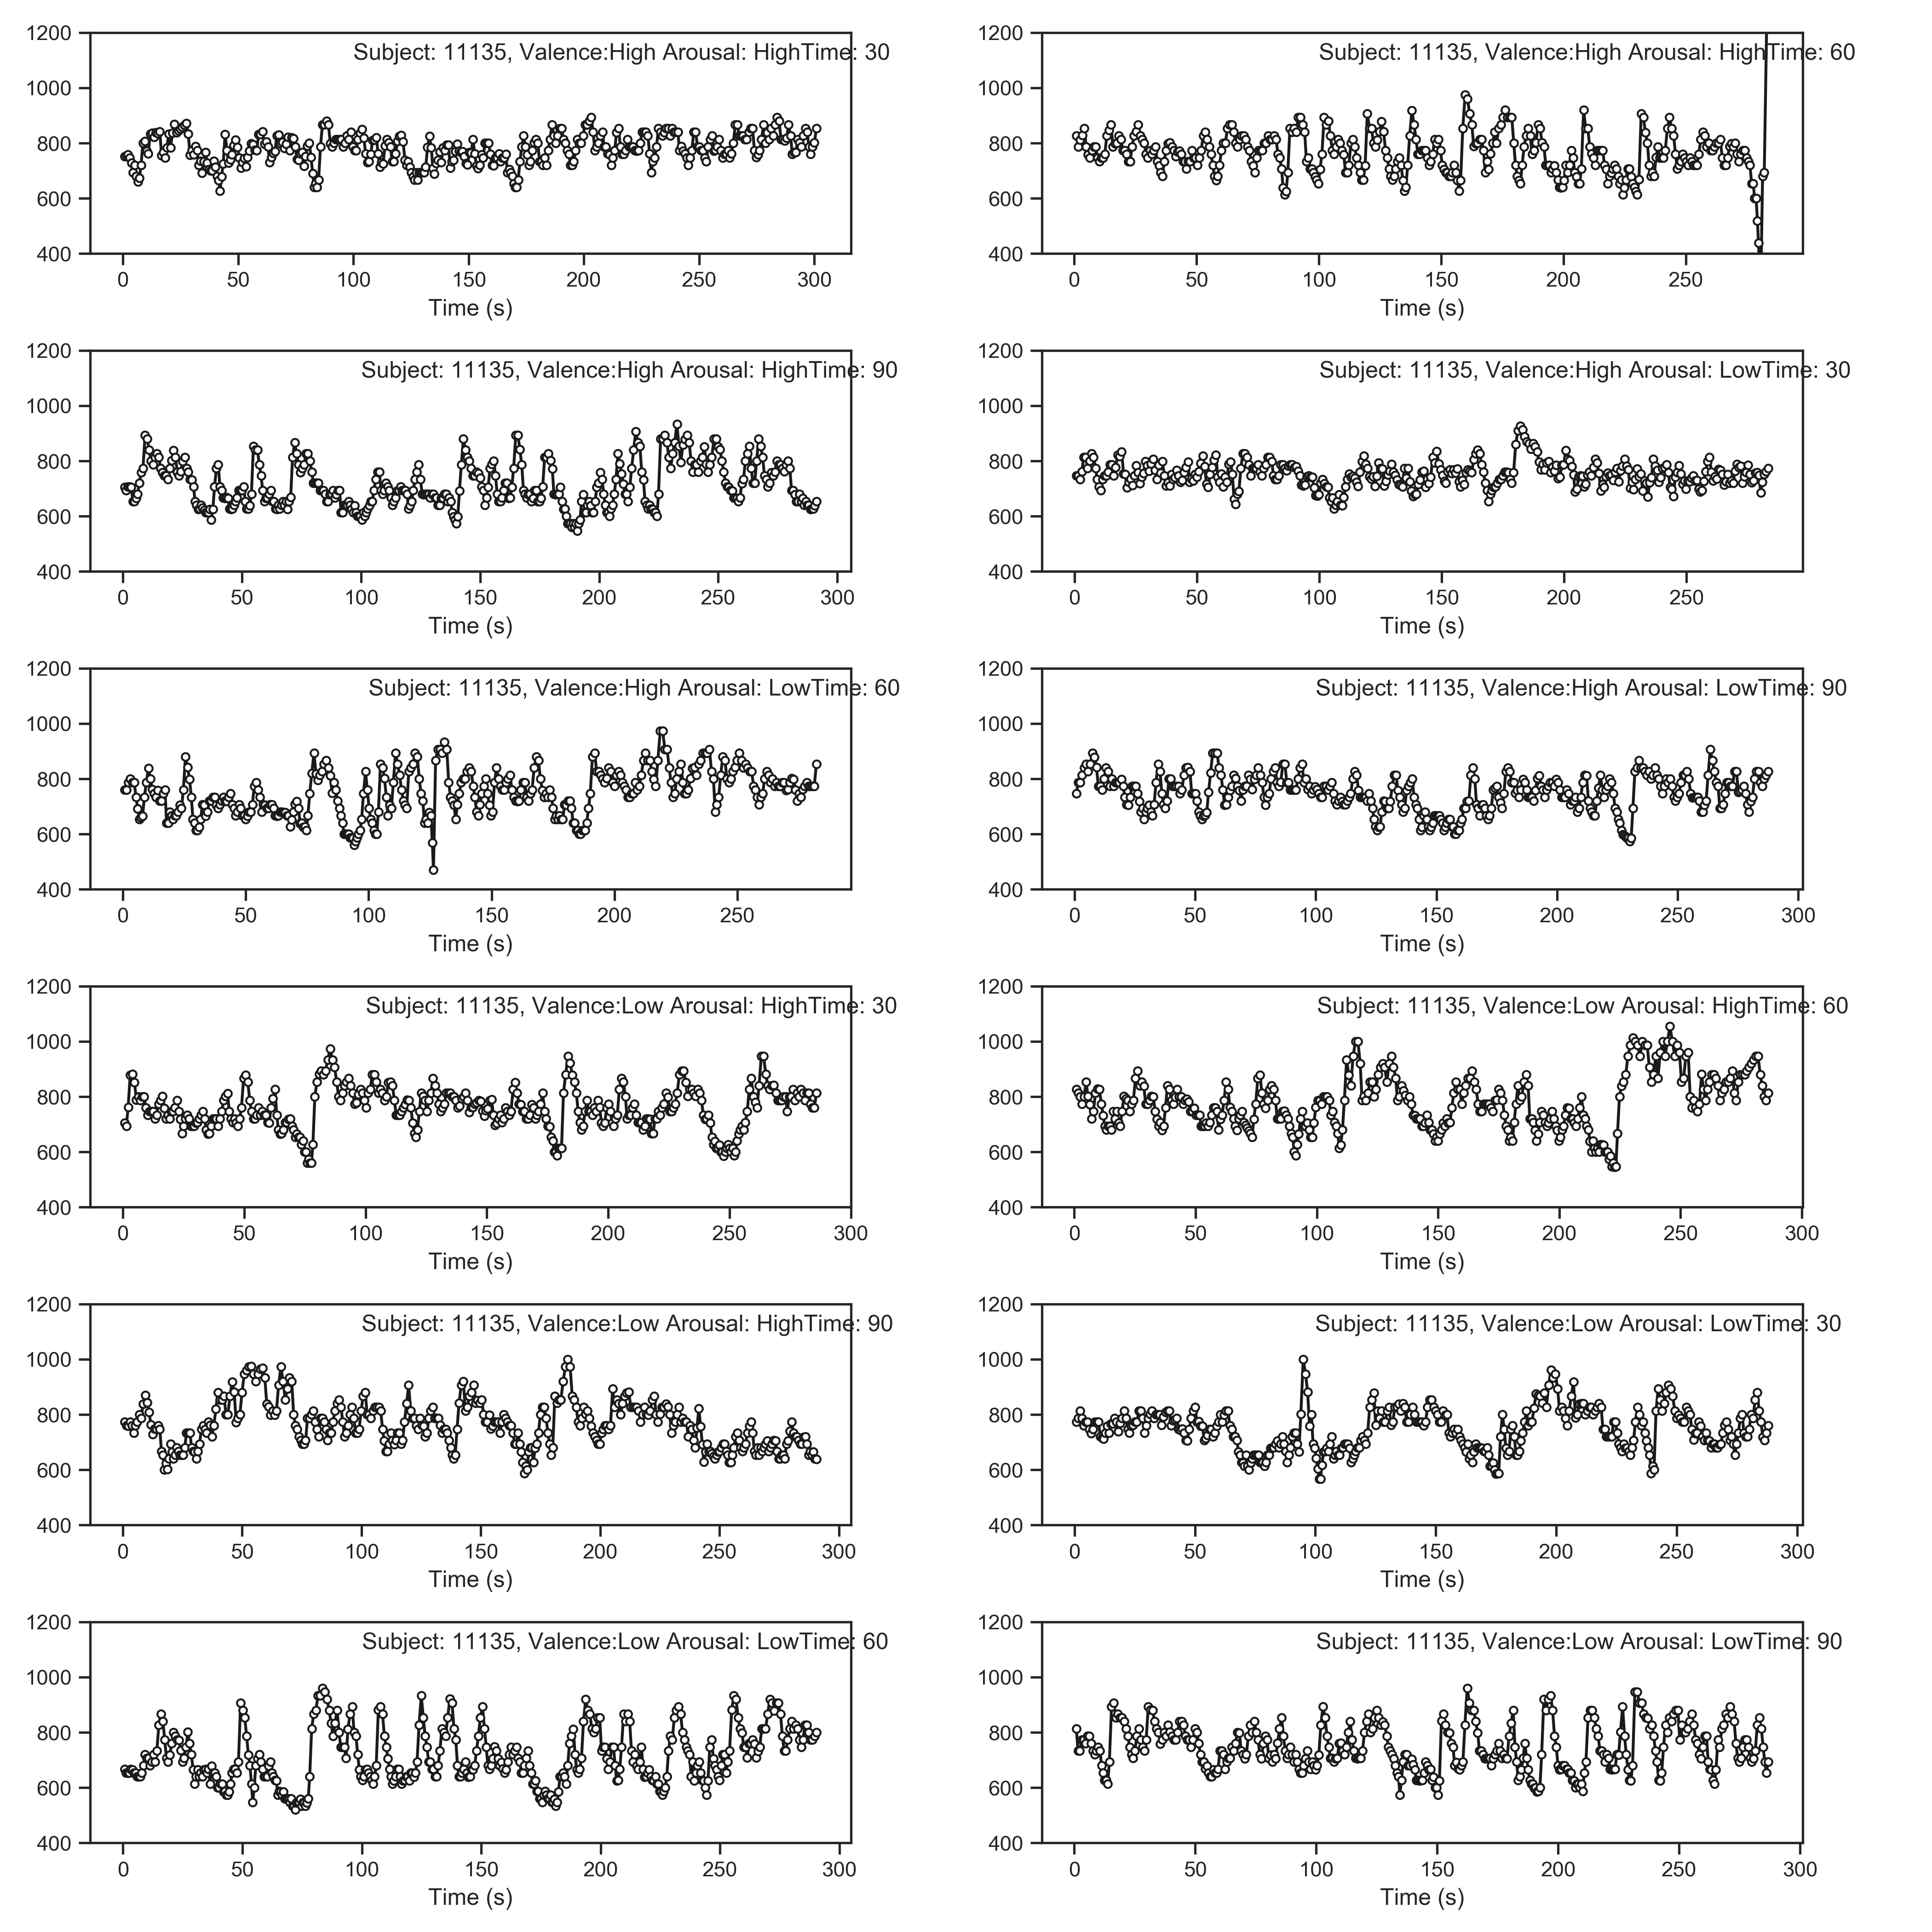 1200
Subject: 11135, Valence:High Arousal: HighTime: 30
1000
800
600
400
0 50 100 150 200 250 300
Time (s)
1200
Subject: 11135, Valence:High Arousal: HighTime: 60
1000
800
600
400
0 50 100 150 200 250
Time (s)
1200
Subject: 11135, Valence:High Arousal: HighTime: 90
1000
800
600
400
0 50 100 150 200 250 300
Time (s)
1200
Subject: 11135, Valence:High Arousal: LowTime: 30
1000
800
600
400
0 50 100 150 200 250
Time (s)
1200
Subject: 11135, Valence:High Arousal: LowTime: 60
1000
800
600
400
0 50 100 150 200 250
Time (s)
1200
Subject: 11135, Valence:High Arousal: LowTime: 90
1000
800
600
400
0 50 100 150 200 250 300
Time (s)
1200
Subject: 11135, Valence:Low Arousal: HighTime: 30
1000
800
600
400
0 50 100 150 200 250 300
Time (s)
1200
Subject: 11135, Valence:Low Arousal: HighTime: 60
1000
800
600
400
0 50 100 150 200 250 300
Time (s)
1200
Subject: 11135, Valence:Low Arousal: HighTime: 90
1000
800
600
400
0 50 100 150 200 250 300
Time (s)
1200
Subject: 11135, Valence:Low Arousal: LowTime: 30
1000
800
600
400
0 50 100 150 200 250 300
Time (s)
1200
Subject: 11135, Valence:Low Arousal: LowTime: 60
1000
800
600
400
0 50 100 150 200 250 300
Time (s)
1200
Subject: 11135, Valence:Low Arousal: LowTime: 90
1000
800
600
400
0 50 100 150 200 250 300
Time (s)